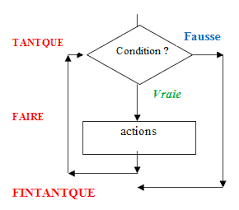 TANTQUE
Condition ?
Fausse
Vraie
FAIRE
actions
FINTANTQUE